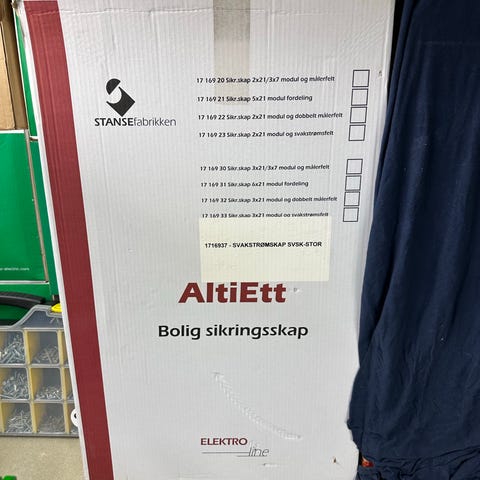 STANSEfabrikken
17 169 20 Sikr.skap 2x21/3x7 modul og målerfelt
17 169 21 Sikr.skap 5x21 modul fordeling
17 169 22 Sikr.skap 2x21 modul og dobbelt målerfelt
17 169 23 Sikr.skap 2x21 modul og svakstrømsfelt
17 169 30 Sikr.skap 3x21/3x7 modul og målerfelt
17 169 31 Sikr.skap 6x21 modul fordeling
17 169 32 Sikr.skap 3x21 modul og dobbelt målerfelt
17 169 33 Sikr.skap 3x21 modul og svakstrømsfelt
1716937 - SVAKSTRØMSKAP SVSK-STOR
AltiEtt
Bolig sikringsskap
ELEKTRO
line